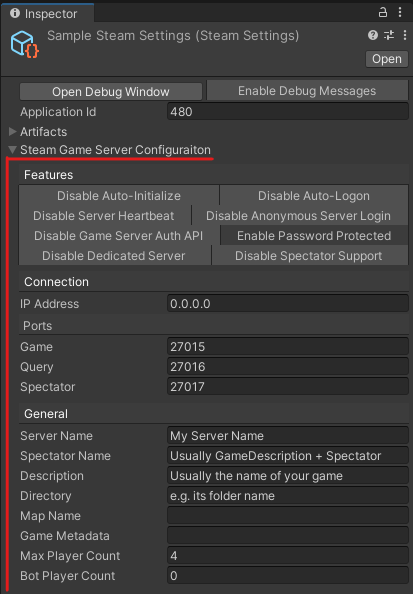 Inspector
Sample Steam Settings (Steam Settings)
Open
Open Debug Window Enable Debug Messages
Application Id 480
Artifacts
Steam Game Server Configuraiton
Features
Disable Auto-Initialize Disable Auto-Logon
Disable Server Heartbeat Disable Anonymous Server Login
Disable Game Server Auth API Enable Password Protected
Disable Dedicated Server Disable Spectator Support
Connection
IP Address 0.0.0.0
Ports
Game 27015
Query 27016
Spectator 27017
General
Server Name My Server Name
Spectator Name Usually GameDescription + Spectator
Description Usually the name of your game
Directory e.g. its folder name
Map Name
Game Metadata
Max Player Count 4
Bot Player Count 0